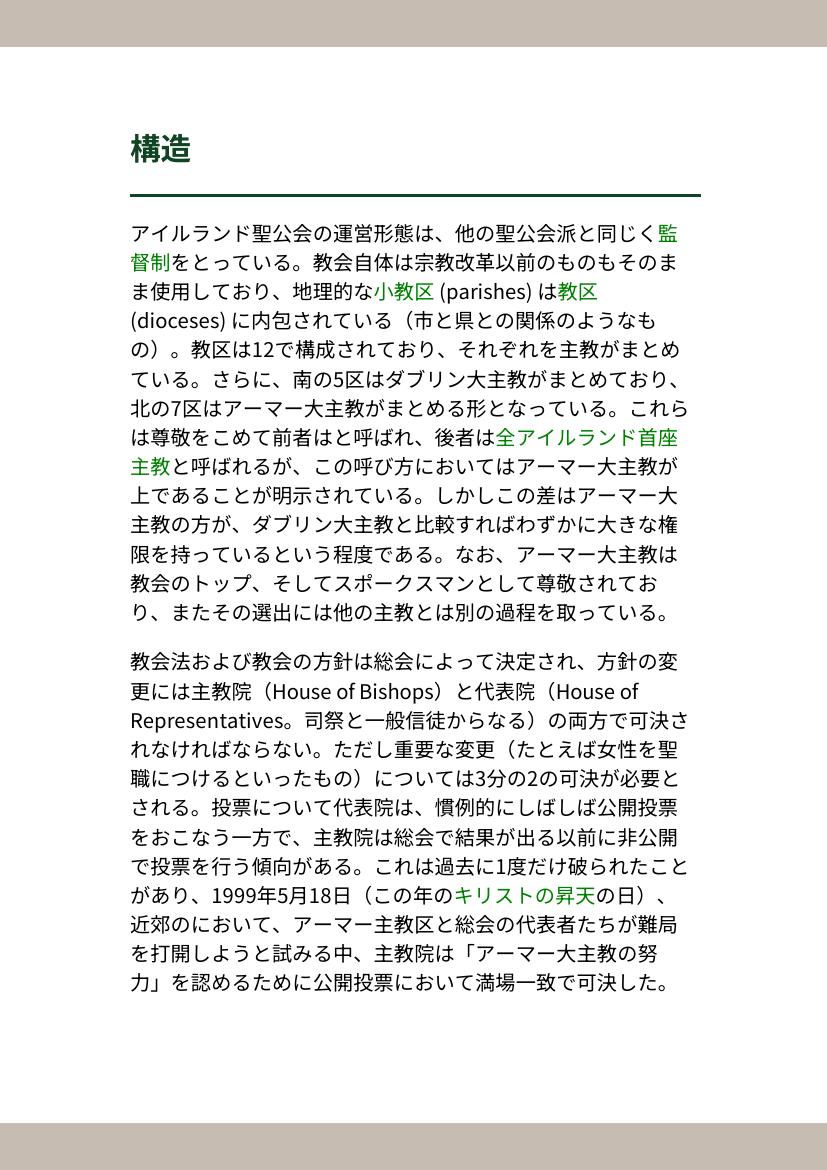 構造
アイルランド聖公会の運営形態は、他の聖公会派と同じく監
督制をとっている。教会自体は宗教改革以前のものもそのま
ま使用しており、地理的な小教区 (parishes) は教区
(dioceses) に内包されている（市と県との関係のようなも
の）。教区は12で構成されており、それぞれを主教がまとめ
ている。さらに、南の5区はダブリン大主教がまとめており、
北の7区はアーマー大主教がまとめる形となっている。これら
は尊敬をこめて前者はと呼ばれ、後者は全アイルランド首座
主教と呼ばれるが、この呼び方においてはアーマー大主教が
上であることが明示されている。しかしこの差はアーマー大
主教の方が、ダブリン大主教と比較すればわずかに大きな権
限を持っているという程度である。なお、アーマー大主教は
教会のトップ、そしてスポークスマンとして尊敬されてお
り、またその選出には他の主教とは別の過程を取っている。
教会法および教会の方針は総会によって決定され、方針の変
更には主教院（House of Bishops）と代表院（House of
Representatives。司祭と一般信徒からなる）の両方で可決さ
れなければならない。ただし重要な変更（たとえば女性を聖
職につけるといったもの）については3分の2の可決が必要と
される。投票について代表院は、慣例的にしばしば公開投票
をおこなう一方で、主教院は総会で結果が出る以前に非公開
で投票を行う傾向がある。これは過去に1度だけ破られたこと
があり、1999年5月18日（この年のキリストの昇天の日）、
近郊のにおいて、アーマー主教区と総会の代表者たちが難局
を打開しようと試みる中、主教院は「アーマー大主教の努
力」を認めるために公開投票において満場一致で可決した。